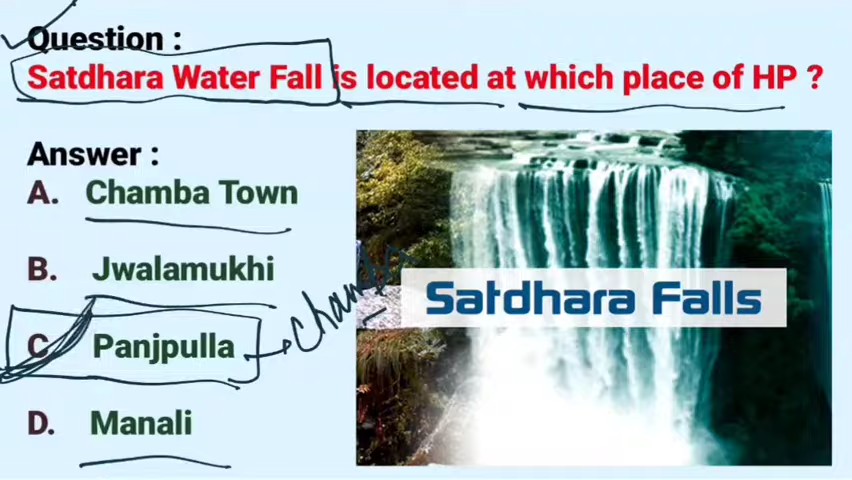 Question :
Satdhara Water Fall is located at which place of HP ?
Answer :
A. Chamba Town
B. Jwalamukhi
C. Panjpulla
chamba
D. Manali
Satdhara Falls